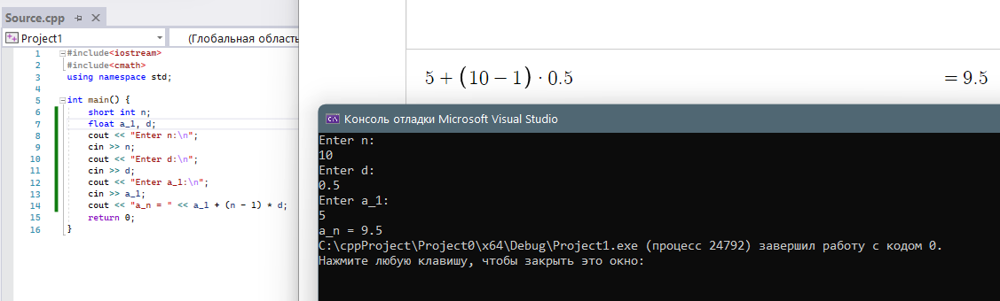 Source.cpp
Project1
(Глобальная область
1 #include<iostream>
2 #include<cmath>
3 using namespace std;
4
5 int main() {
6 short int n;
7 float a_1, d;
8 cout << "Enter n:\n";
9 cin >> n;
10 cout << "Enter d:\n";
11 cin >> d;
12 cout << "Enter a_1:\n";
13 cin >> a_1;
14 cout << "a_n = " << a_1 + (n - 1) * d;
15 return 0;
16 }
5 + (10 − 1) · 0.5 = 9.5
Консоль отладки Microsoft Visual Studio
Enter n:
10
Enter d:
0.5
Enter a_1:
5
a_n = 9.5
C:\cppProject\Project0\x64\Debug\Project1.exe (процесс 24792) завершил работу с кодом 0.
Нажмите любую клавишу, чтобы закрыть это окно: